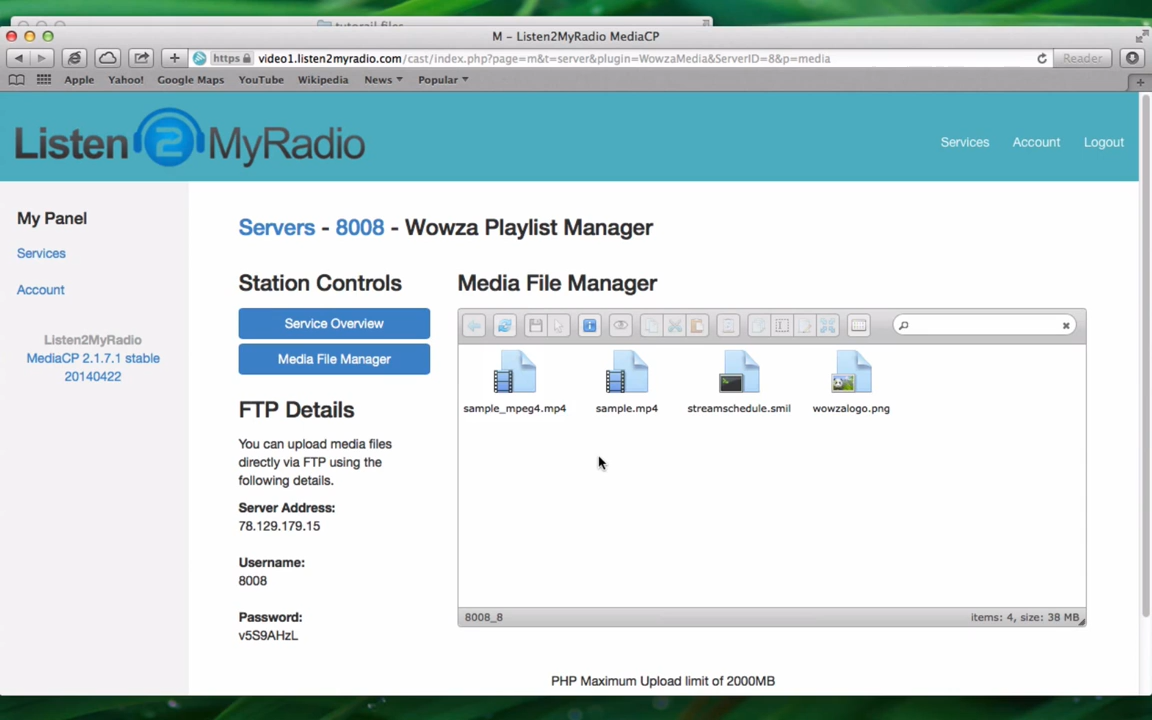 tutorail files
M – Listen2MyRadio MediaCP
https video1.listen2myradio.com/cast/index.php?page=m&t=server&plugin=WowzaMedia&ServerID=8&p=media
Reader
Apple Yahoo! Google Maps YouTube Wikipedia News Popular
Listen 2 MyRadio
Services Account Logout
My Panel
Services
Account
Listen2MyRadio
MediaCP 2.1.7.1 stable
20140422
Servers - 8008 - Wowza Playlist Manager
Station Controls
Service Overview
Media File Manager
FTP Details
You can upload media files
directly via FTP using the
following details.
Server Address:
78.129.179.15
Username:
8008
Password:
v5S9AHzL
Media File Manager
sample_mpeg4.mp4 sample.mp4 streamschedule.smil wowzalogo.png
8008_8 items: 4, size: 38 MB
PHP Maximum Upload limit of 2000MB